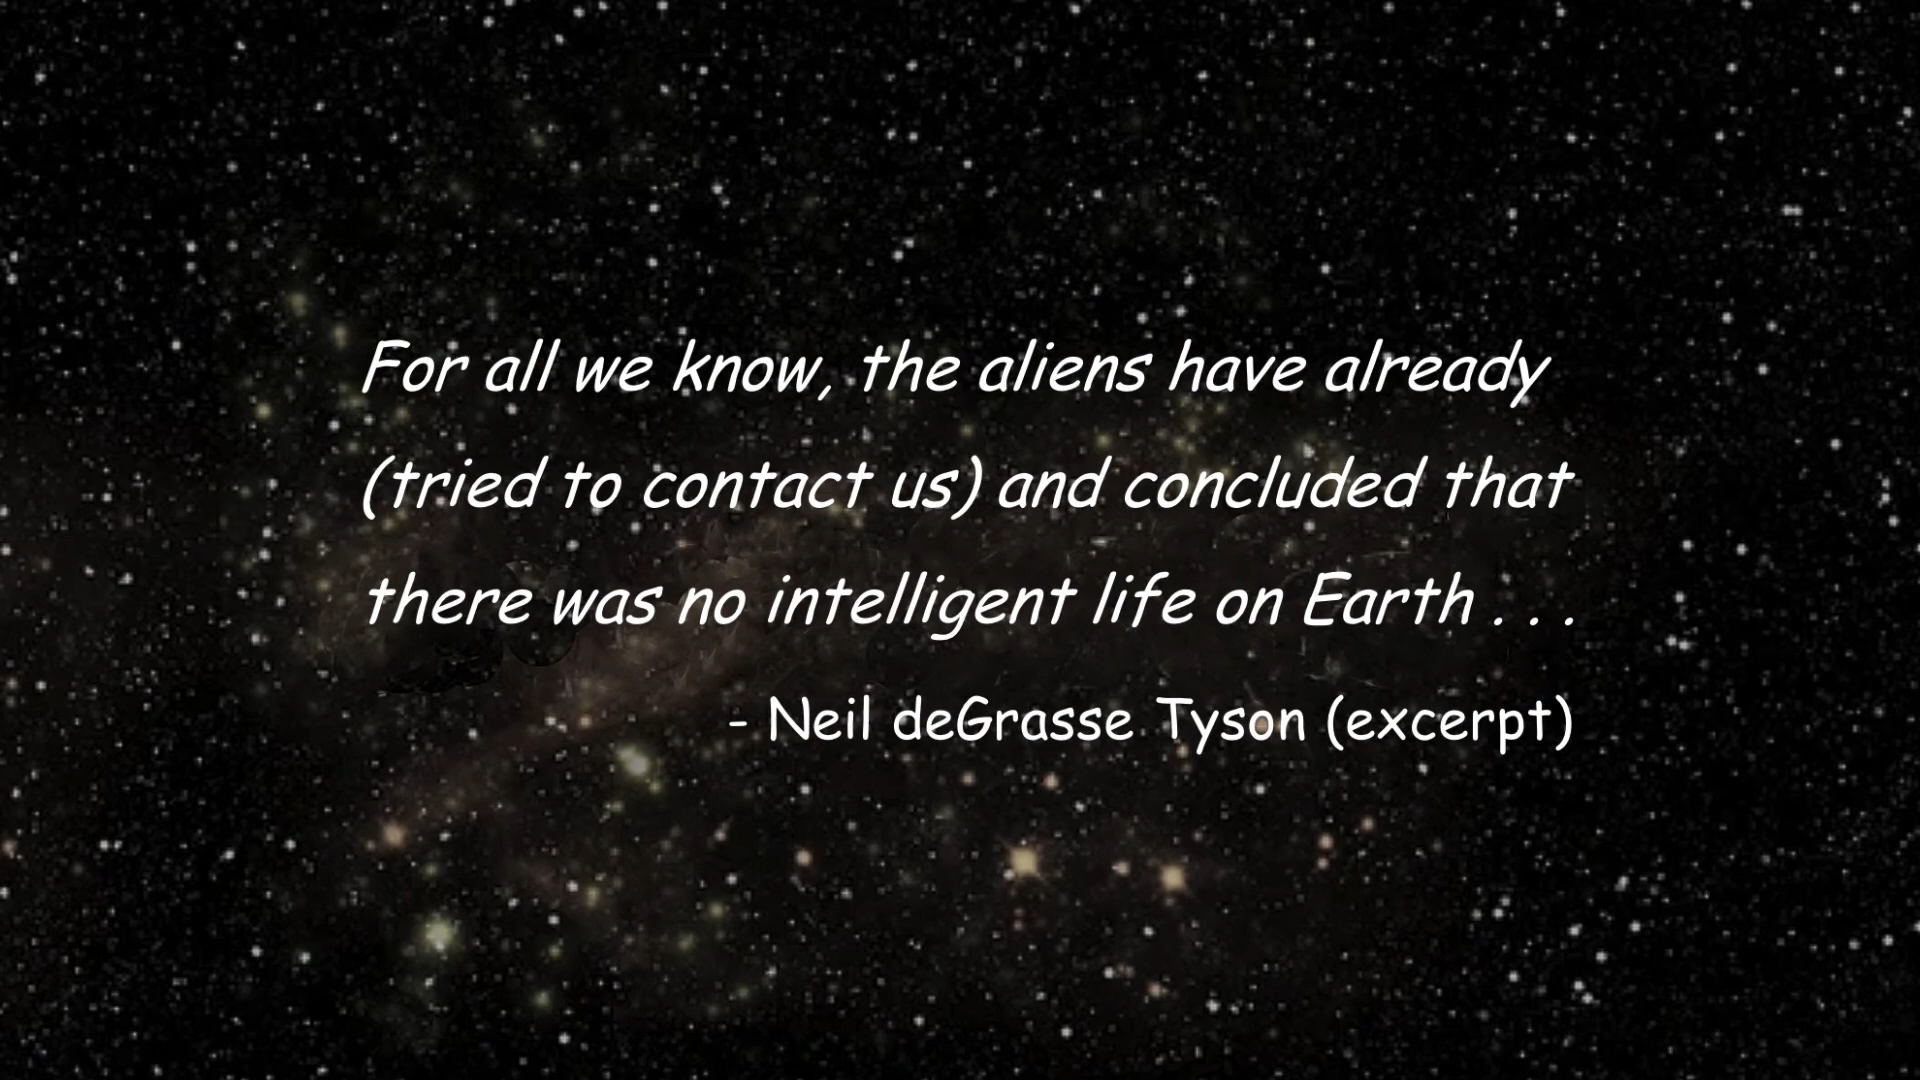 For all we know, the aliens have already
(tried to contact us) and concluded that
there was no intelligent life on Earth . . .
- Neil deGrasse Tyson (excerpt)